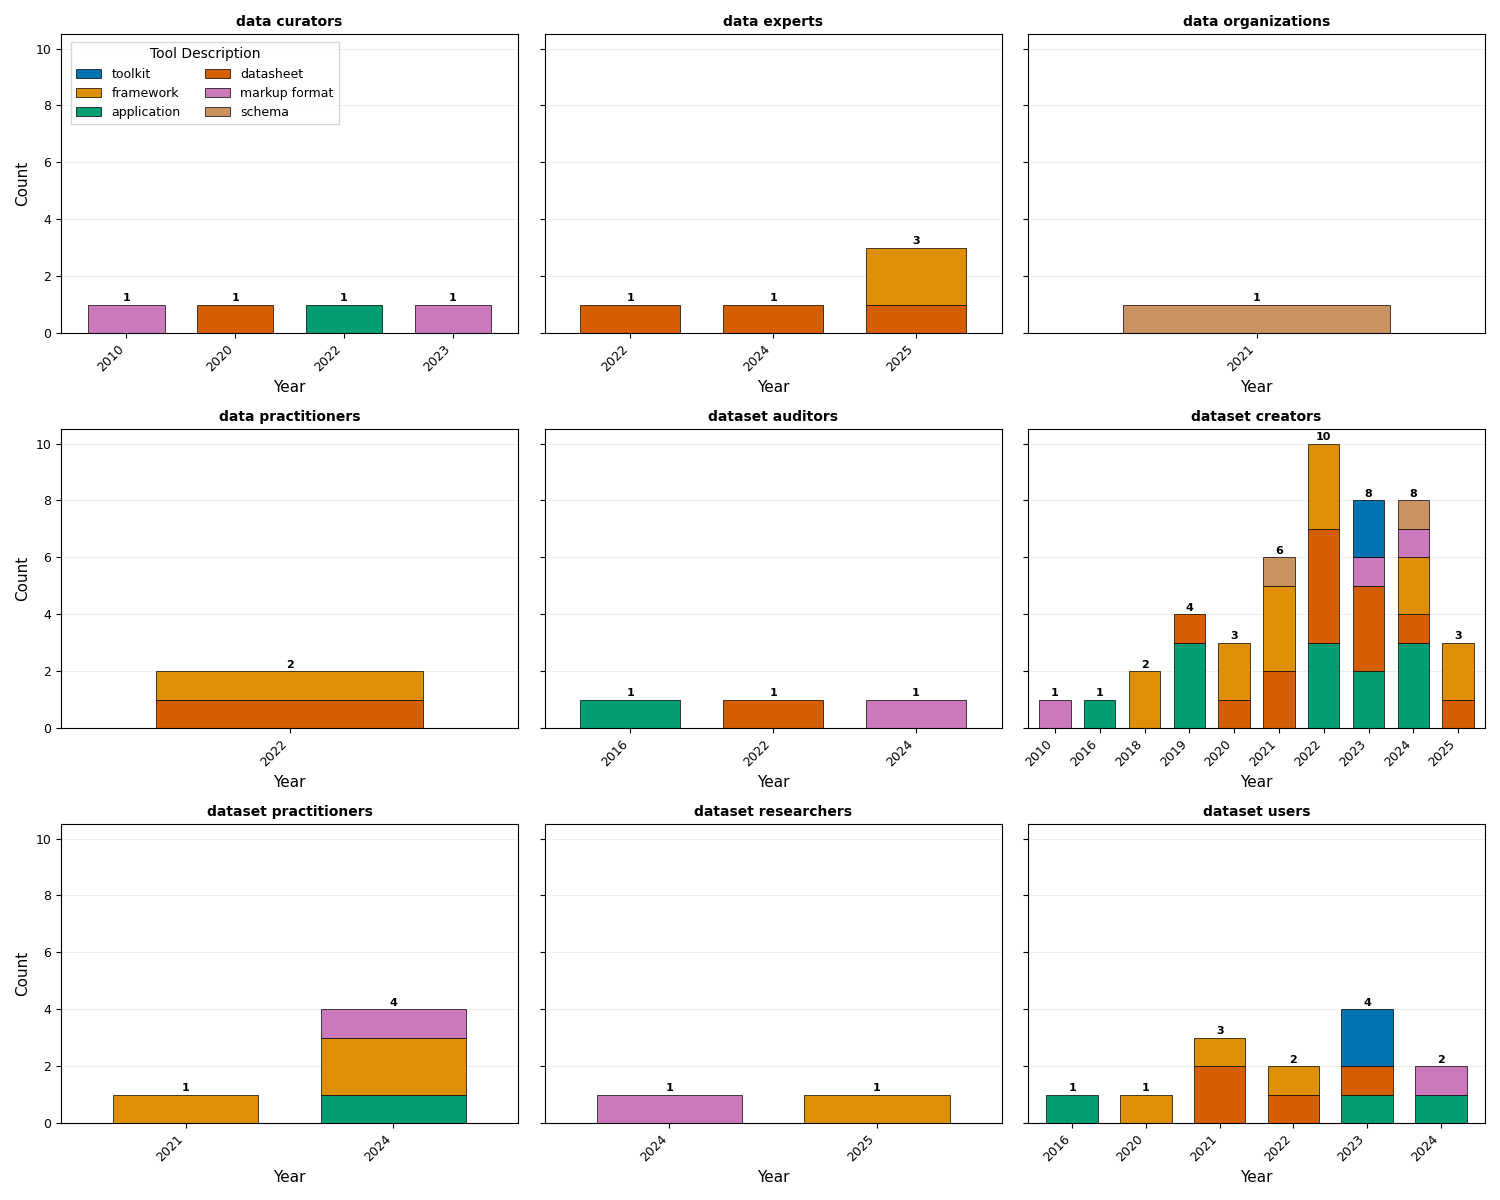 data curators
data experts
data organizations
Tool Description
toolkit
framework
application
datasheet
markup format
schema
Count
10
8
6
4
2
0
1
1
1
1
2010
2020
2022
2023
Year
1
1
3
2022
2024
2025
Year
1
2021
Year
data practitioners
dataset auditors
dataset creators
Count
10
8
6
4
2
0
2
2022
Year
1
1
1
2016
2022
2024
Year
1
1
2
4
3
6
10
8
8
3
2010
2016
2018
2019
2020
2021
2022
2023
2024
2025
Year
dataset practitioners
dataset researchers
dataset users
Count
10
8
6
4
2
0
1
4
2021
2024
Year
1
1
2024
2025
Year
1
1
3
2
4
2
2016
2020
2021
2022
2023
2024
Year